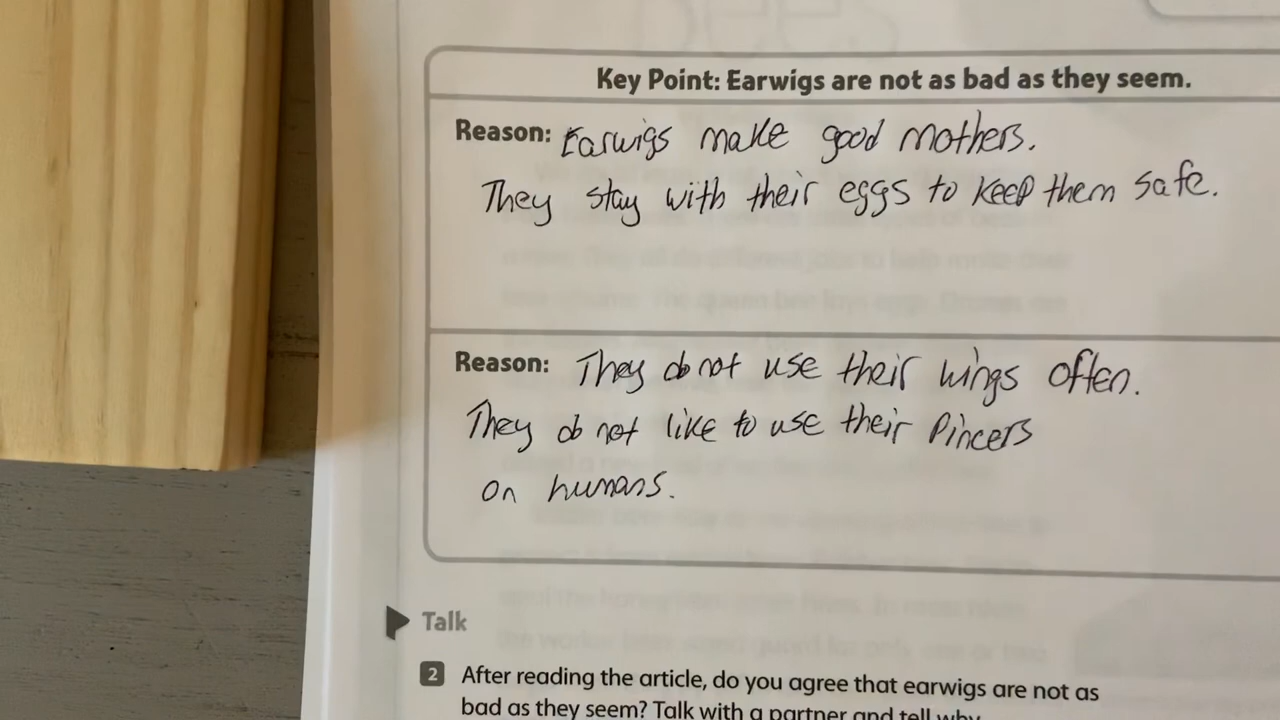 Key Point: Earwigs are not as bad as they seem.
Reason: Earwigs make good mothers.
They stay with their eggs to keep them safe.
Reason: They do not use their wings often.
They do not like to use their pincers
on humans.
Talk
2 After reading the article, do you agree that earwigs are not as
bad as they seem? Talk with a partner and tell why.